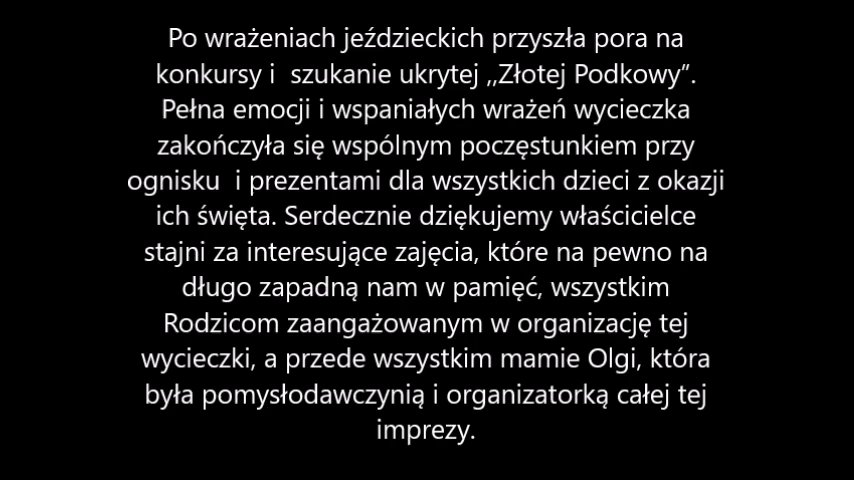 Po wrażeniach jeździeckich przyszła pora na
konkursy i  szukanie ukrytej ,,Złotej Podkowy”.
Pełna emocji i wspaniałych wrażeń wycieczka
zakończyła się wspólnym poczęstunkiem przy
ognisku  i prezentami dla wszystkich dzieci z okazji
ich święta. Serdecznie dziękujemy właścicielce
stajni za interesujące zajęcia, które na pewno na
długo zapadną nam w pamięć, wszystkim
Rodzicom zaangażowanym w organizację tej
wycieczki, a przede wszystkim mamie Olgi, która
była pomysłodawczynią i organizatorką całej tej
imprezy.